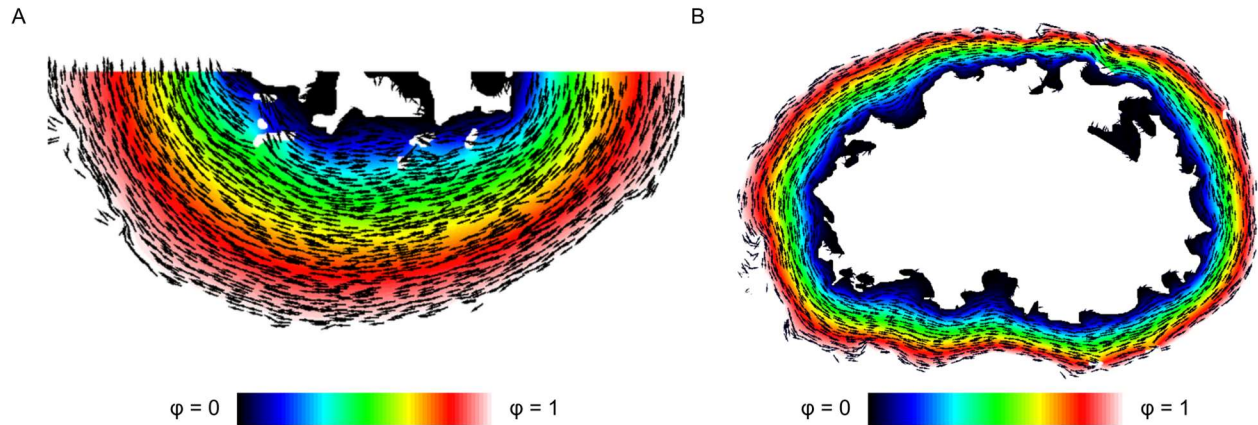 A
B
φ = 0
φ = 1
φ = 0
φ = 1